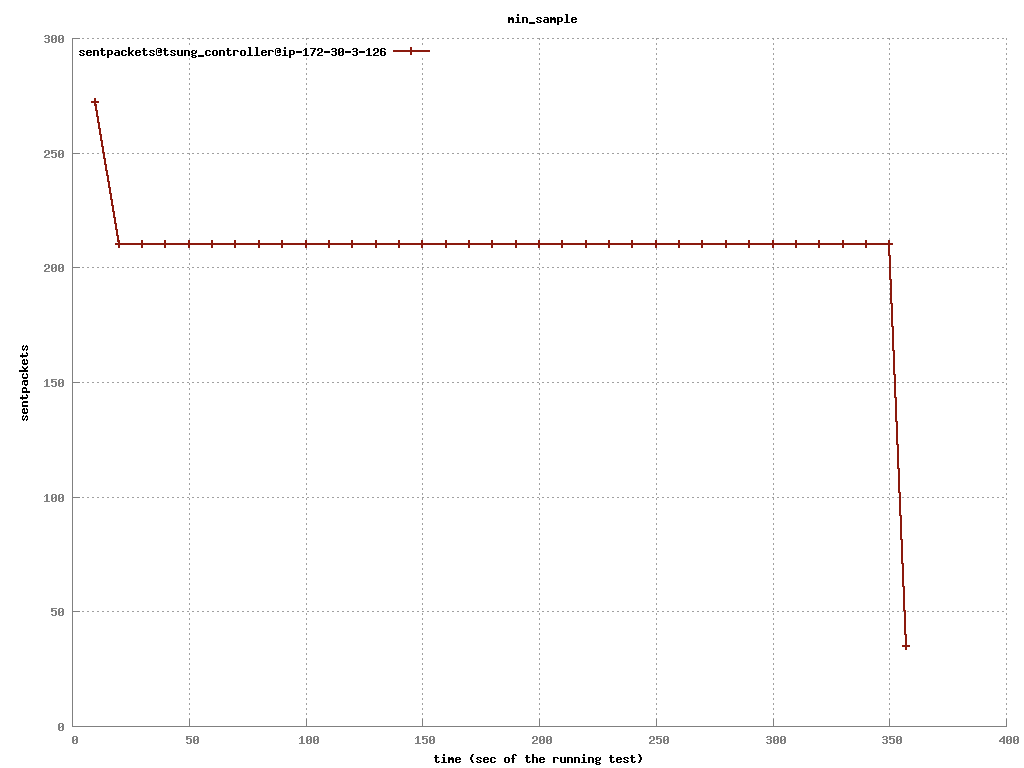 min_sample
300
sentpackets@tsung_controller@ip-172-30-3-126
250
200
150
100
50
0
sentpackets
0 50 100 150 200 250 300 350 400
time (sec of the running test)